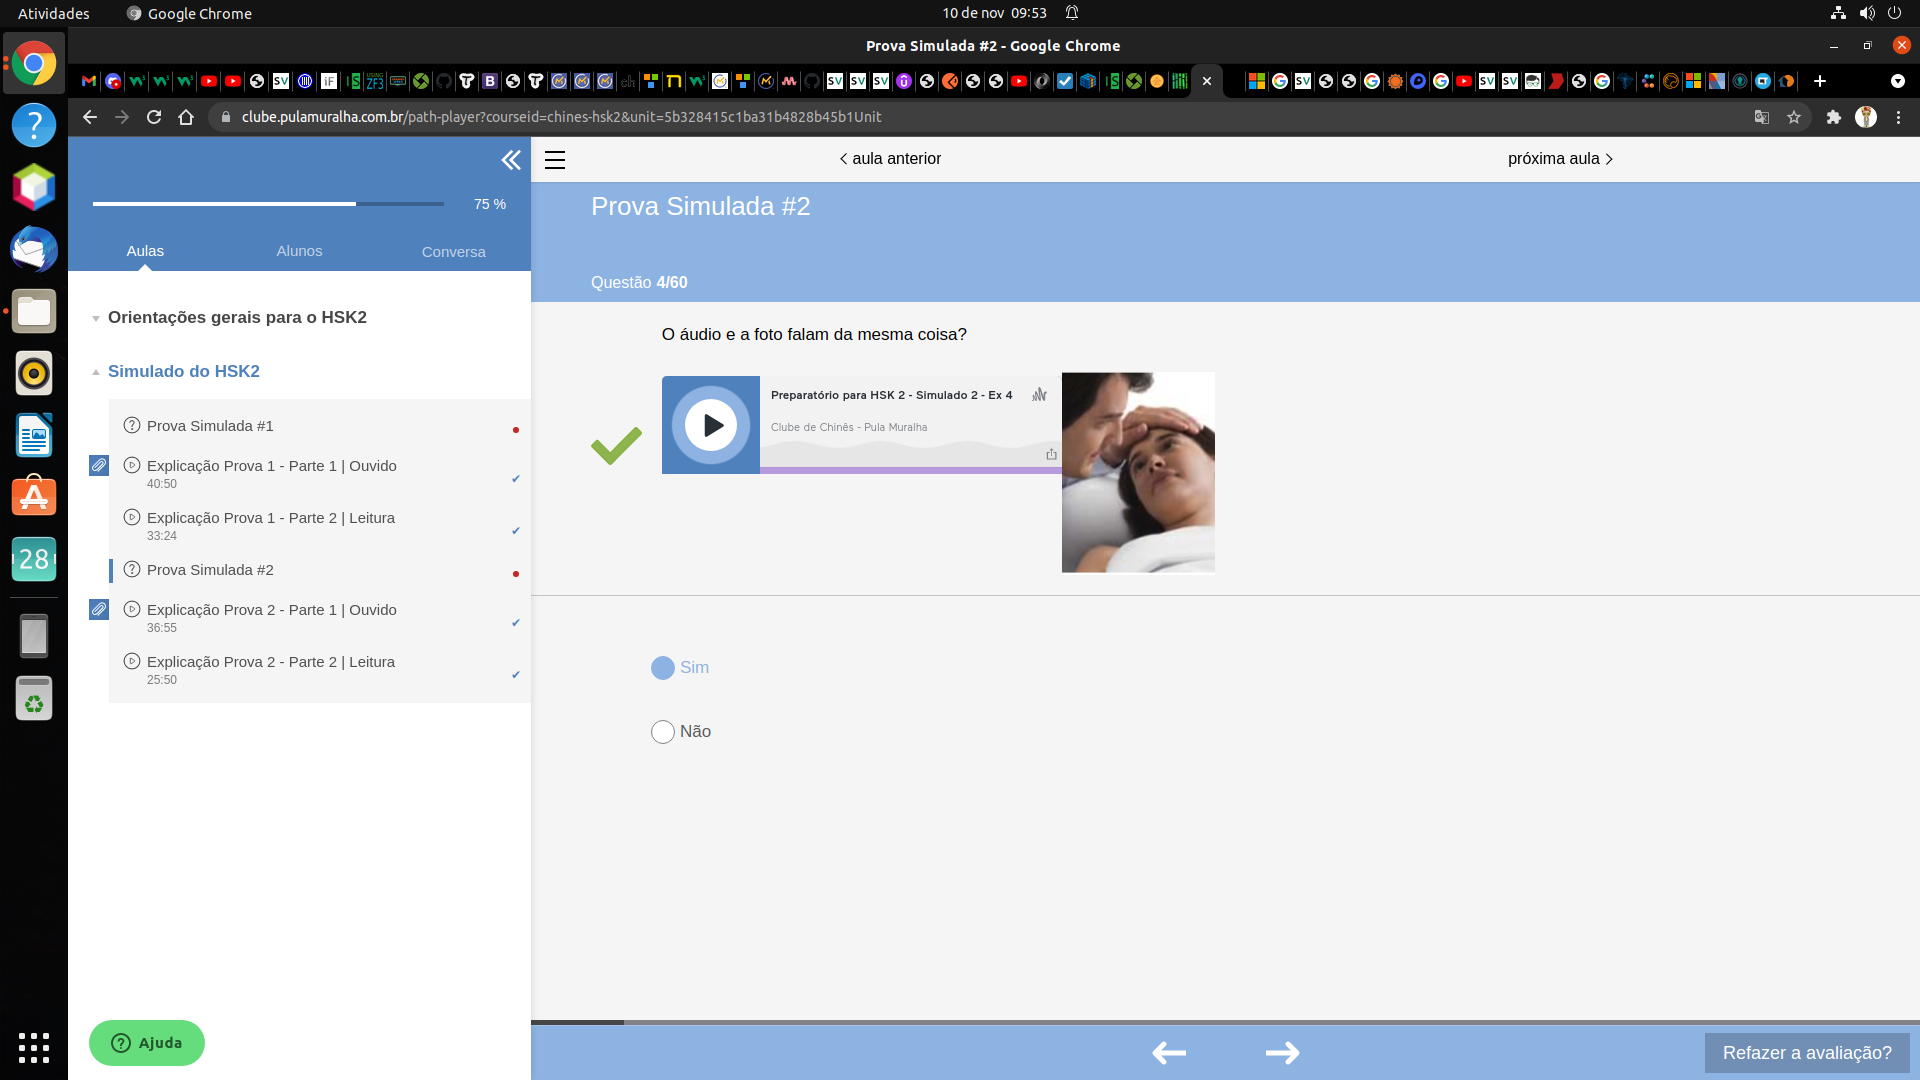 Atividades
Google Chrome
10 de nov 09:53
Prova Simulada #2 - Google Chrome
clube.pulamuralha.com.br/path-player?courseid=chines-hsk2&unit=5b328415c1ba31b4828b45b1Unit
75 %
Aulas
Alunos
Conversa
Orientações gerais para o HSK2
Simulado do HSK2
Prova Simulada #1
Explicação Prova 1 - Parte 1 | Ouvido
40:50
Explicação Prova 1 - Parte 2 | Leitura
33:24
Prova Simulada #2
Explicação Prova 2 - Parte 1 | Ouvido
36:55
Explicação Prova 2 - Parte 2 | Leitura
25:50
Ajuda
28
aula anterior
próxima aula
Prova Simulada #2
Questão 4/60
O áudio e a foto falam da mesma coisa?
Preparatório para HSK 2 - Simulado 2 - Ex 4
Clube de Chinês - Pula Muralha
Sim
Não
Refazer a avaliação?